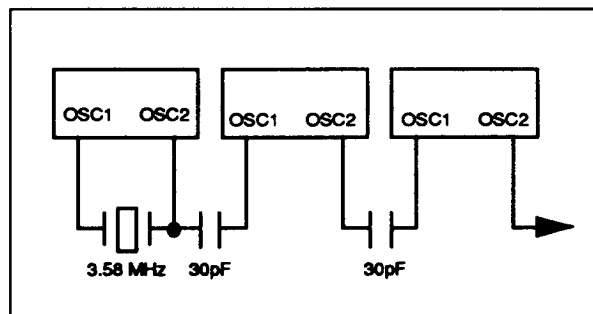 OSC1 OSC2 OSC1 OSC2 OSC1 OSC2
3.58 MHz 30pF 30pF